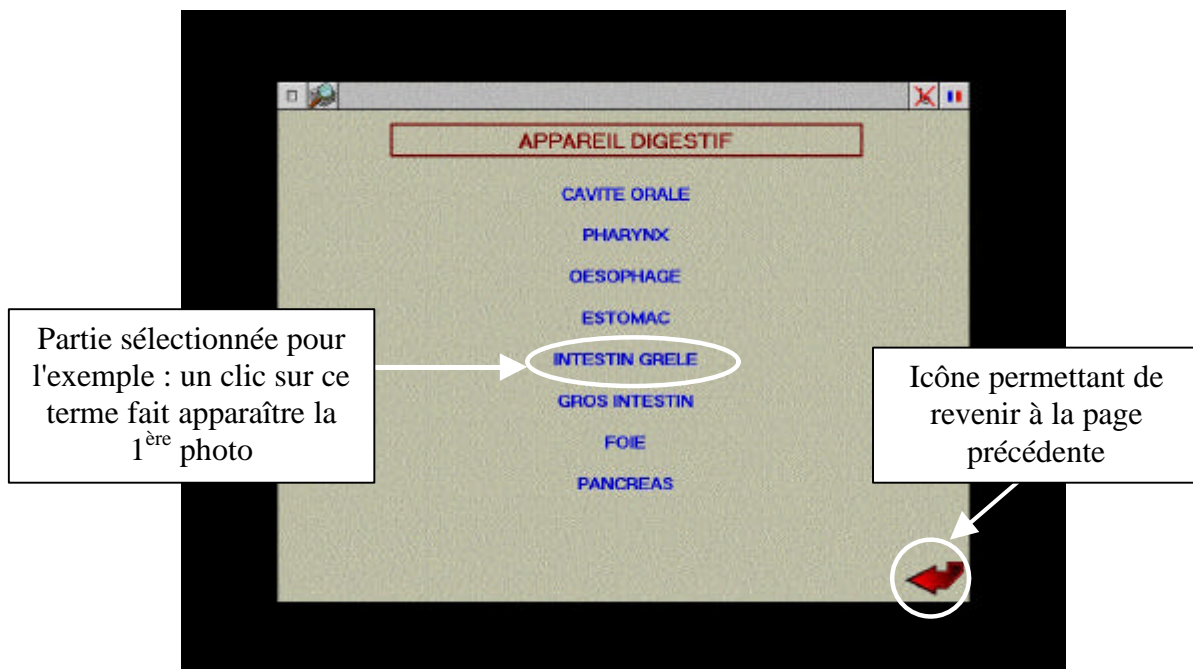 APPAREIL DIGESTIF
CAVITE ORALE
PHARYNX
OESOPHAGE
ESTOMAC
INTESTIN GRELE
GROS INTESTIN
FOIE
PANCREAS
Partie sélectionnée pour
l'exemple : un clic sur ce
terme fait apparaître la
1ère photo
Icône permettant de
revenir à la page
précédente